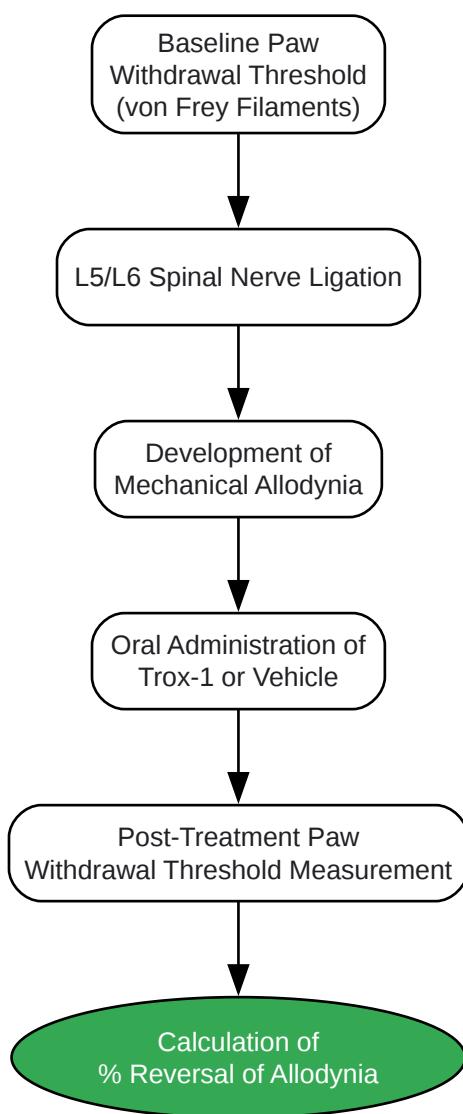 Baseline Paw
Withdrawal Threshold
(von Frey Filaments)
L5/L6 Spinal Nerve Ligation
Development of
Mechanical Allodynia
Oral Administration of
Trox-1 or Vehicle
Post-Treatment Paw
Withdrawal Threshold Measurement
Calculation of
% Reversal of Allodynia